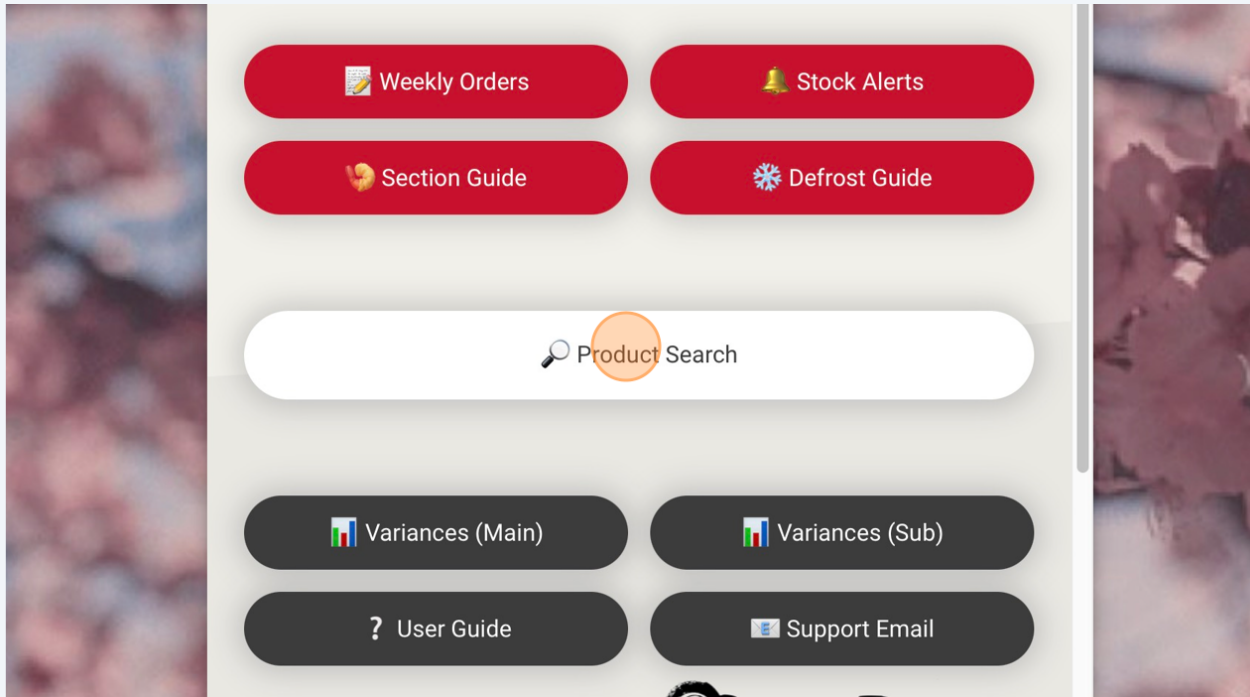 Weekly Orders
Stock Alerts
Section Guide
Defrost Guide
Product Search
Variances (Main)
Variances (Sub)
? User Guide
Support Email